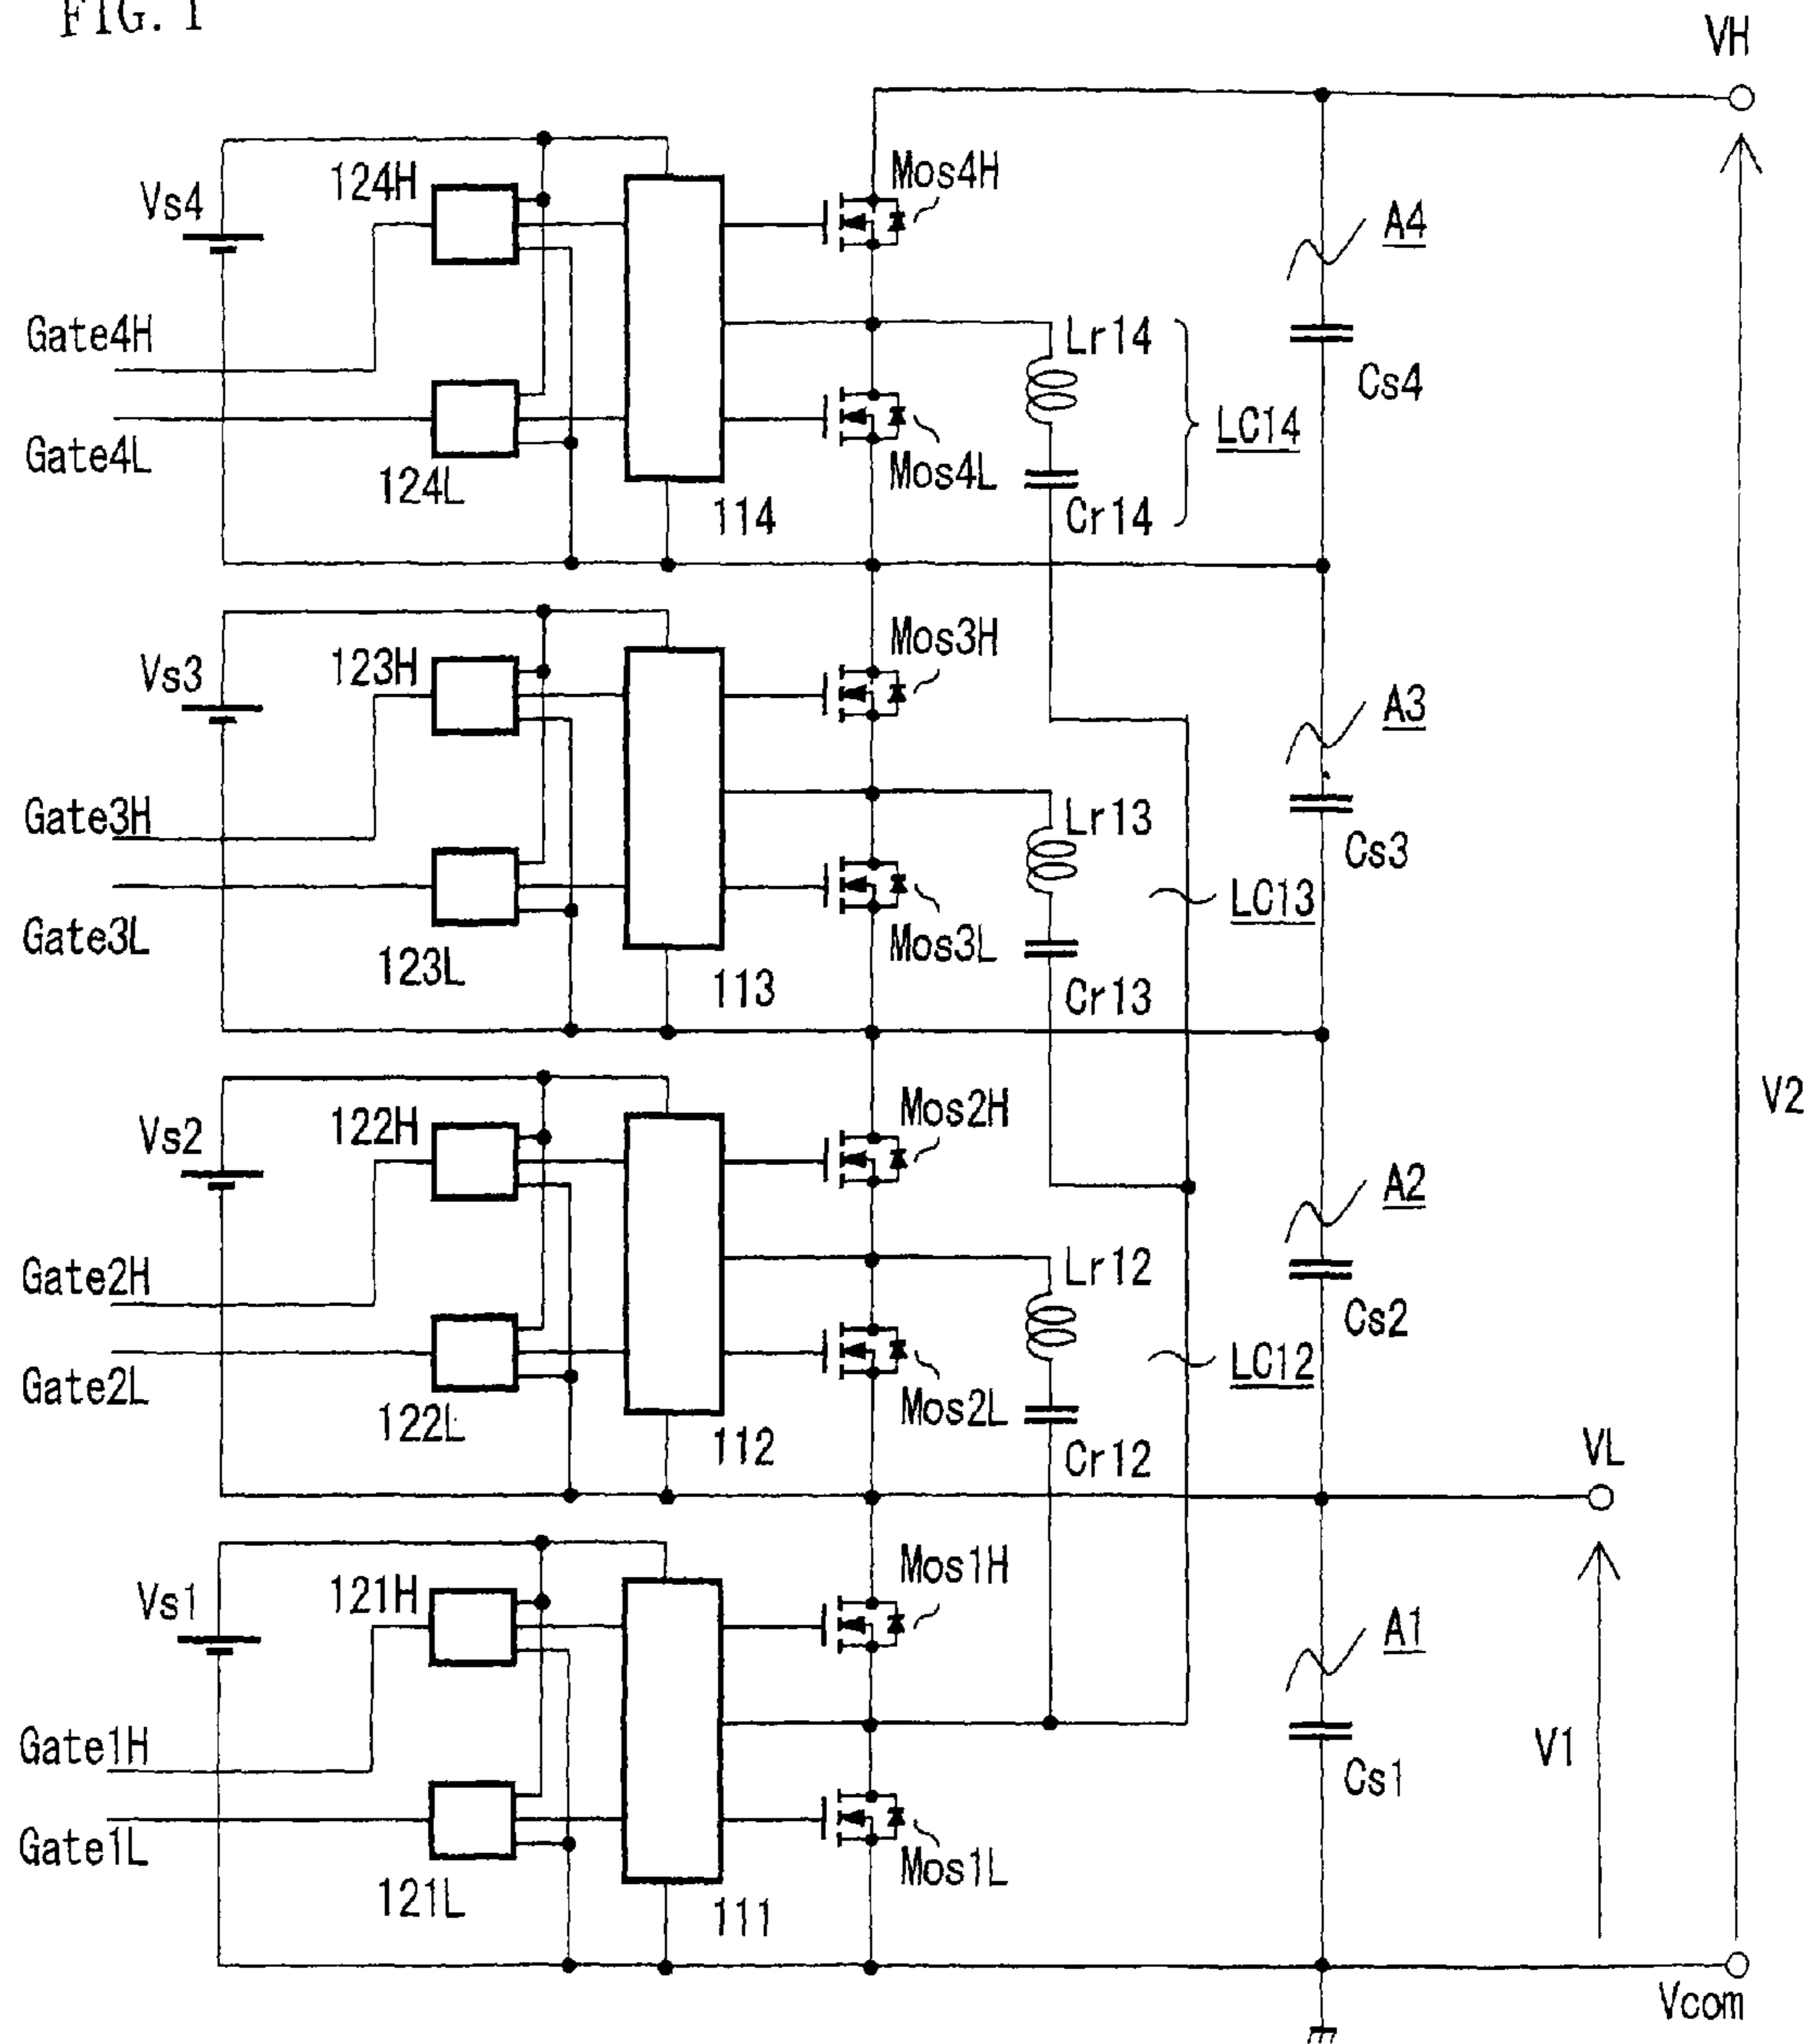 FIG. 1
VH
Vs4
124H
Mos4H
A4
Gate4H
Lr14
Cs4
LC14
Gate4L
124L
Mos4L
114
Cr14
Vs3
123H
Mos3H
A3
Gate3H
Lr13
Cs3
LC13
Gate3L
123L
Mos3L
113
Cr13
V2
Vs2
122H
Mos2H
A2
Gate2H
Lr12
Cs2
LC12
Gate2L
122L
Mos2L
112
Cr12
VL
Vs1
121H
Mos1H
A1
Gate1H
V1
Cs1
Gate1L
121L
Mos1L
111
Vcom